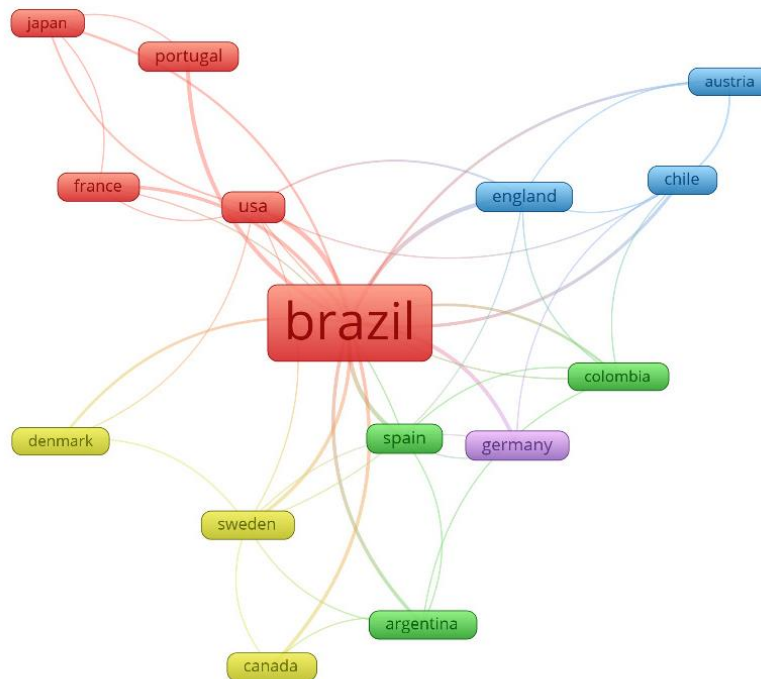 japan
portugal
austria
france
usa
england
chile
brazil
colombia
denmark
spain
germany
sweden
argentina
canada